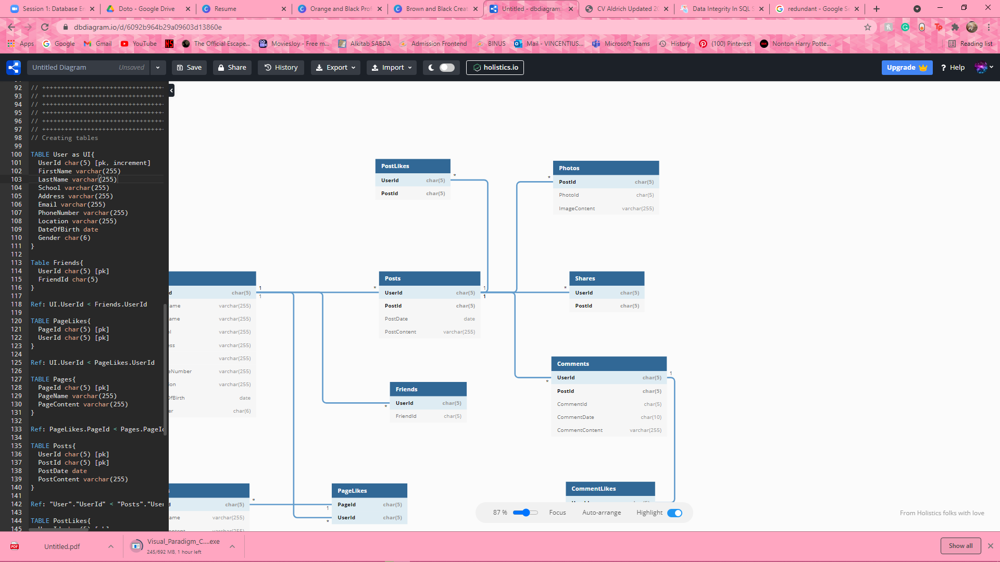 Session 1: Database En
Doto - Google Drive
Resume
Orange and Black Prof
Brown and Black Creat
Untitled - dbdiagram.
CV Aldrich Updated 20
Data Integrity In SQL S
redundant - Google Se
dbdiagram.io/d/6092b964b29a09603d13860e
Apps
Google
Gmail
YouTube
The Official Escape...
MoviesJoy - Free m...
Alkitab SABDA
Admission Frontend
BINUS
Mail - VINCENTIUS...
Microsoft Teams
History
(100) Pinterest
Nonton Harry Potte...
Reading list
Untitled Diagram
Unsaved
Save
Share
History
Export
Import
holistics.io
Upgrade
? Help
92 // ++++++++++++++++++++++++++++++++
93 // ++++++++++++++++++++++++++++++++
94 // ++++++++++++++++++++++++++++++++
95 // ++++++++++++++++++++++++++++++++
96 // ++++++++++++++++++++++++++++++++
97 // ++++++++++++++++++++++++++++++++
98 // Creating tables
99
100 TABLE User as UI{
101 UserId char(5) [pk, increment]
102 FirstName varchar(255)
103 LastName varchar(255)
104 School varchar(255)
105 Address varchar(255)
106 Email varchar(255)
107 PhoneNumber varchar(255)
108 Location varchar(255)
109 DateOfBirth date
110 Gender char(6)
111 }
112
113 Table Friends{
114 UserId char(5) [pk]
115 FriendId char(5)
116 }
117
118 Ref: UI.UserId < Friends.UserId
119
120 TABLE PageLikes{
121 PageId char(5) [pk]
122 UserId char(5) [pk]
123 }
124
125 Ref: UI.UserId < PageLikes.UserId
126
127 TABLE Pages{
128 PageId char(5) [pk]
129 PageName varchar(255)
130 PageContent varchar(255)
131 }
132
133 Ref: PageLikes.PageId < Pages.PageId
134
135 TABLE Posts{
136 UserId char(5) [pk]
137 PostId char(5) [pk]
138 PostDate date
139 PostContent varchar(255)
140 }
141
142 Ref: "User"."UserId" < "Posts"."User
143
144 TABLE PostLikes{
145
PostLikes
UserId char(5)
PostId char(5)
*
Photos
PostId char(5)
PhotoId char(5)
ImageContent varchar(255)
*
d char(5)
ame varchar(255)
ame varchar(255)
ol varchar(255)
ess varchar(255)
varchar(255)
eNumber varchar(255)
ion varchar(255)
OfBirth date
er char(6)
1
1
Posts
UserId char(5)
PostId char(5)
PostDate date
PostContent varchar(255)
*
1
1
Shares
UserId char(5)
PostId char(5)
*
Comments
UserId char(5)
PostId char(5)
CommentId char(5)
CommentDate char(10)
CommentContent varchar(255)
*
1
Friends
UserId char(5)
FriendId char(5)
*
s
d char(5)
ame varchar(255)
ontent varchar(255)
*
PageLikes
PageId char(5)
UserId char(5)
1
*
CommentLikes
87 %
Focus
Auto-arrange
Highlight
From Holistics folks with love
Untitled.pdf
Visual_Paradigm_C....exe
245/692 MB, 1 hour left
Show all